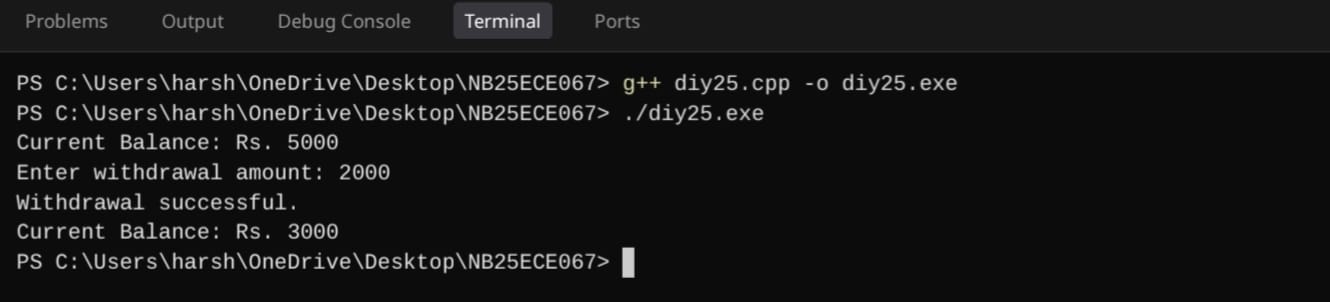 Problems Output Debug Console Terminal Ports
PS C:\Users\harsh\OneDrive\Desktop\NB25ECE067> g++ diy25.cpp -o diy25.exe
PS C:\Users\harsh\OneDrive\Desktop\NB25ECE067> ./diy25.exe
Current Balance: Rs. 5000
Enter withdrawal amount: 2000
Withdrawal successful.
Current Balance: Rs. 3000
PS C:\Users\harsh\OneDrive\Desktop\NB25ECE067>